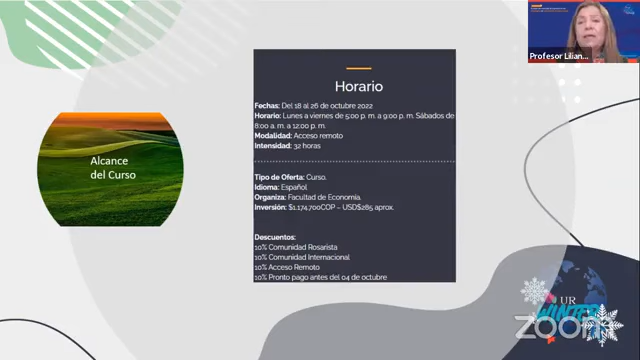 Profesor Lilian...
Horario
Fechas: Del 18 al 26 de octubre 2022
Horario: Lunes a viernes de 5:00 p. m. a 9:00 p. m. Sábados de
8:00 a. m. a 12:00 p. m.
Modalidad: Acceso remoto
Intensidad: 32 horas
Alcance
del Curso
Tipo de Oferta: Curso.
Idioma: Español
Organiza: Facultad de Economía.
Inversión: $1.174.700COP – USD$285 aprox.
Descuentos:
10% Comunidad Rosarista
10% Comunidad Internacional
10% Acceso Remoto
10% Pronto pago antes del 04 de octubre
UR
WINTER
zoom